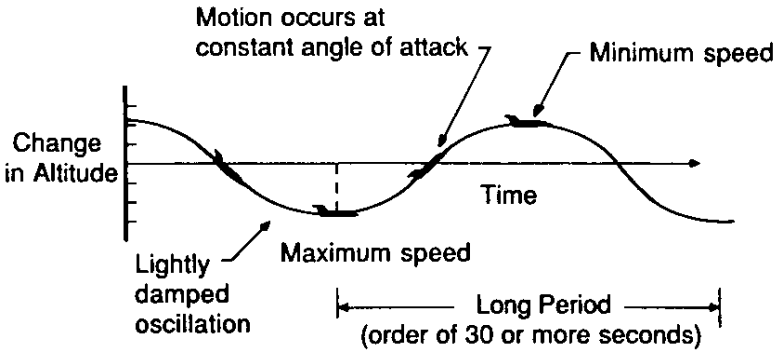 Motion occurs at
constant angle of attack
Minimum speed
Change
in Altitude
Time
Maximum speed
Lightly
damped
oscillation
Long Period
(order of 30 or more seconds)